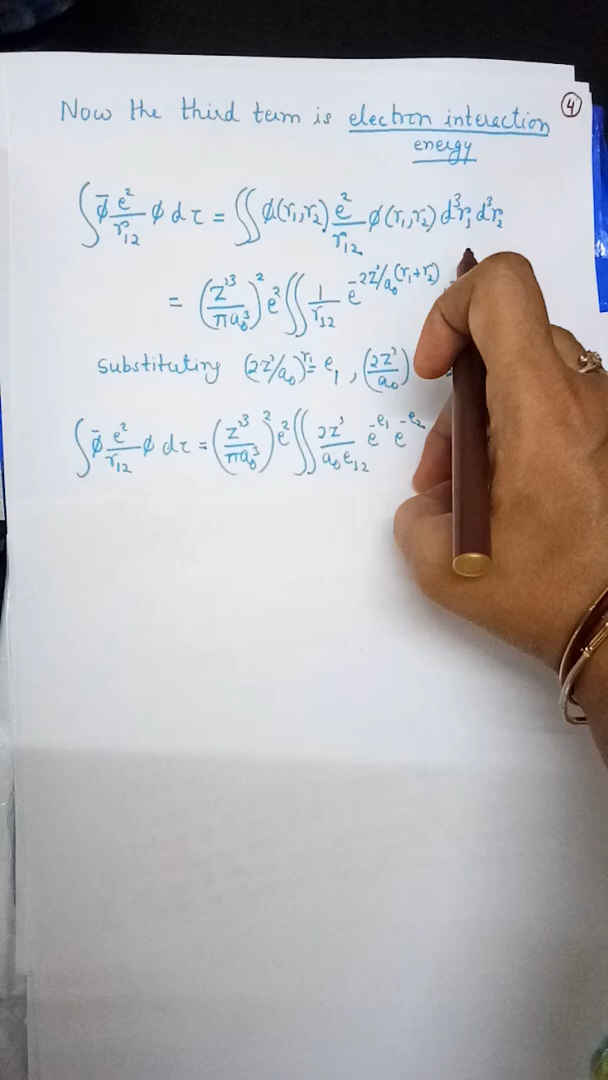 Now the third term is electron interaction (4)
energy
∫ φ̄ e²/r₁₂ φ dτ = ∬ φ(r₁,r₂) e²/r₁₂ φ(r₁,r₂) d³r₁ d³r₂
= (Z'³/πa₀³)² e² ∬ 1/r₁₂ e^(-2Z'/a₀ (r₁+r₂))
substituting (2Z'/a₀) r₁ = e₁ , (2Z'/a₀)
∫ φ̄ e²/r₁₂ φ dτ = (Z'³/πa₀³)² e² ∬ 2Z'/a₀e₁₂ e^(-e₁) e^(-e₂)